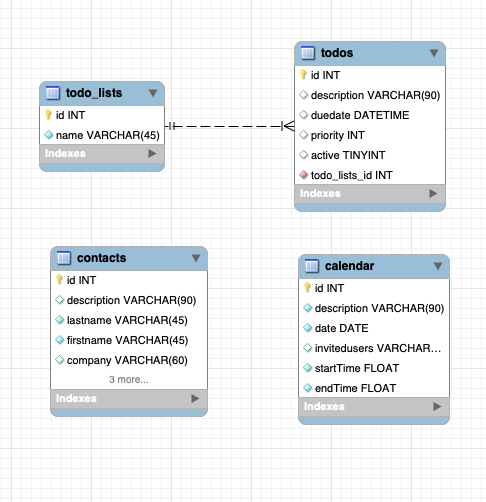 todo_lists
id INT
name VARCHAR(45)
Indexes
todos
id INT
description VARCHAR(90)
duedate DATETIME
priority INT
active TINYINT
todo_lists_id INT
Indexes
contacts
id INT
description VARCHAR(90)
lastname VARCHAR(45)
firstname VARCHAR(45)
company VARCHAR(60)
3 more...
Indexes
calendar
id INT
description VARCHAR(90)
date DATE
invitedusers VARCHAR...
startTime FLOAT
endTime FLOAT
Indexes